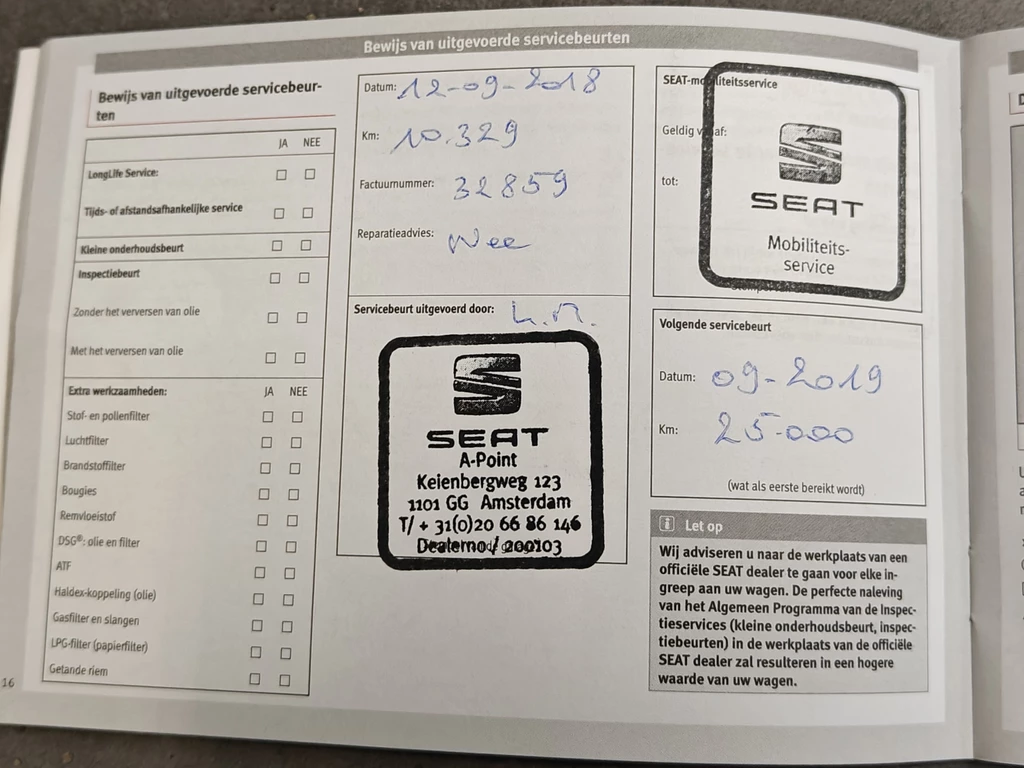 Bewijs van uitgevoerde servicebeurten
Bewijs van uitgevoerde servicebeur-
ten
JA NEE
LongLife Service:
Tijds- of afstandsafhankelijke service
Kleine onderhoudsbeurt
Inspectiebeurt
Zonder het verversen van olie
Met het verversen van olie
Extra werkzaamheden: JA NEE
Stof- en pollenfilter
Luchtfilter
Brandstoffilter
Bougies
Remvloeistof
DSG®: olie en filter
ATF
Haldex-koppeling (olie)
Gasfilter en slangen
LPG-filter (papierfilter)
Getande riem
16
Datum: 12-09-2018
Km: 10.329
Factuurnummer: 32859
Reparatieadvies: Nee
Servicebeurt uitgevoerd door:
SEAT
A-Point
Keienbergweg 123
1101 GG Amsterdam
T/ + 31(0)20 66 86 146
Dealerno / 200103
SEAT-mobiliteitsservice
Geldig vanaf:
tot:
SEAT
Mobiliteits-
service
Volgende servicebeurt
Datum: 09-2019
Km: 25.000
(wat als eerste bereikt wordt)
i Let op
Wij adviseren u naar de werkplaats van een
officiële SEAT dealer te gaan voor elke in-
greep aan uw wagen. De perfecte naleving
van het Algemeen Programma van de Inspec-
tieservices (kleine onderhoudsbeurt, inspec-
tiebeurten) in de werkplaats van de officiële
SEAT dealer zal resulteren in een hogere
waarde van uw wagen.